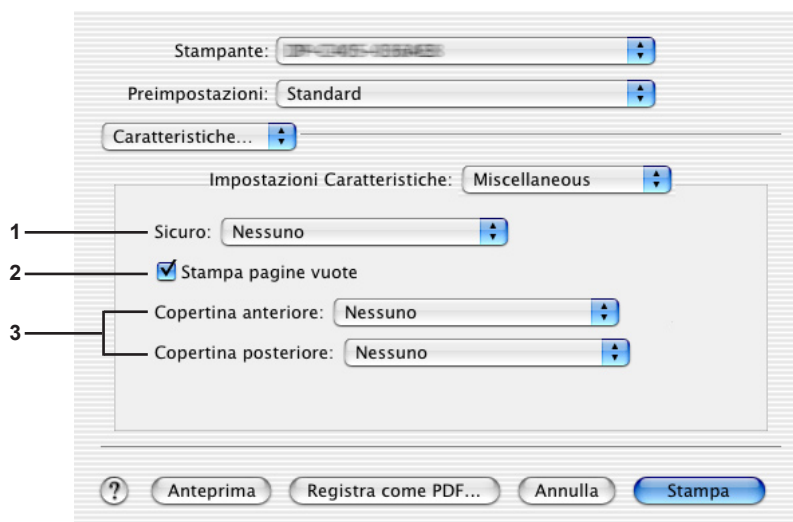 Stampante:
Preimpostazioni: Standard
Caratteristiche...
Impostazioni Caratteristiche: Miscellaneous
1 Sicuro: Nessuno
2 Stampa pagine vuote
3 Copertina anteriore: Nessuno
Copertina posteriore: Nessuno
? Anteprima Registra come PDF... Annulla Stampa